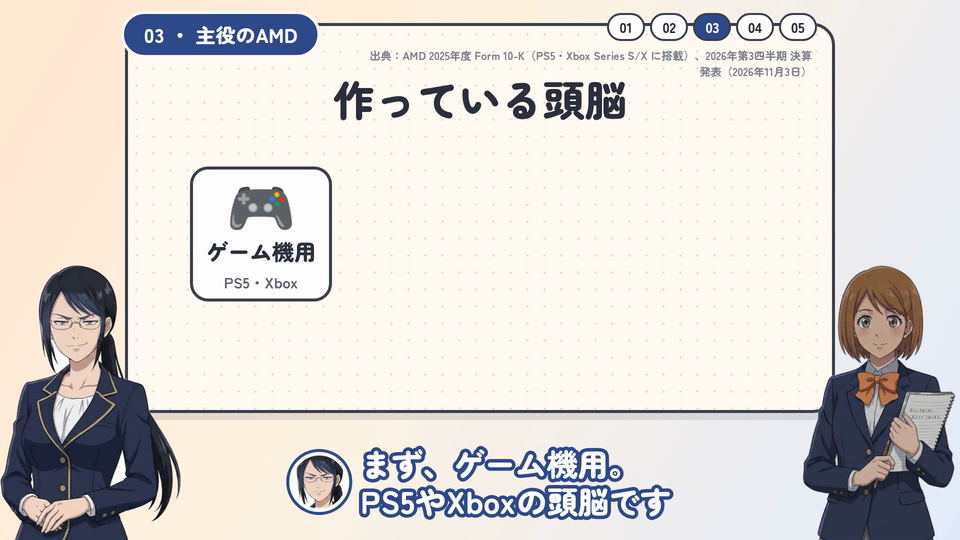 03 ・ 主役のAMD
01 02 03 04 05
出典：AMD 2025年度 Form 10-K（PS5・Xbox Series S/X に搭載）、2026年第3四半期 決算
発表（2026年11月3日）
作っている頭脳
ゲーム機用
PS5・Xbox
まず、ゲーム機用。
PS5やXboxの頭脳です